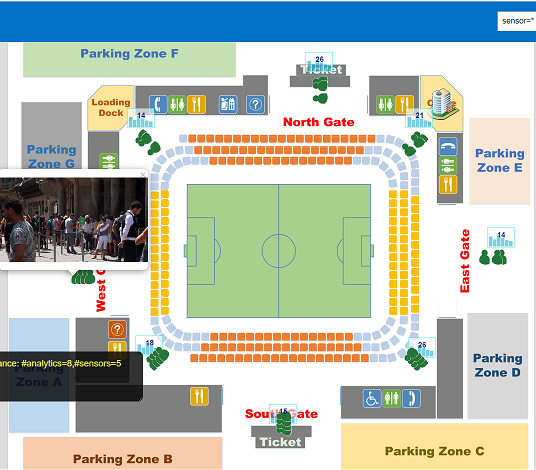 sensor=*
Parking Zone F
26
Ticket
Loading
Dock
14
21
North Gate
Parking
Zone G
Parking
Zone E
14
East Gate
West
18
26
ance: #analytics=8,#sensors=5
Zone A
Parking
Zone D
South Gate
Ticket
Parking Zone B
Parking Zone C